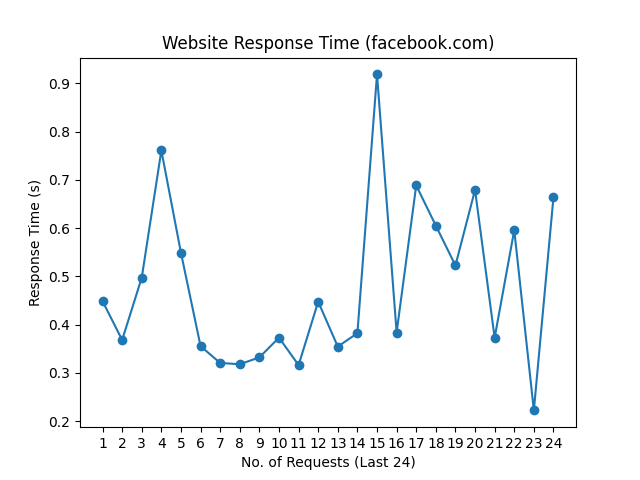 Website Response Time (facebook.com)
Response Time (s)
0.9
0.8
0.7
0.6
0.5
0.4
0.3
0.2
1 2 3 4 5 6 7 8 9 10 11 12 13 14 15 16 17 18 19 20 21 22 23 24
No. of Requests (Last 24)